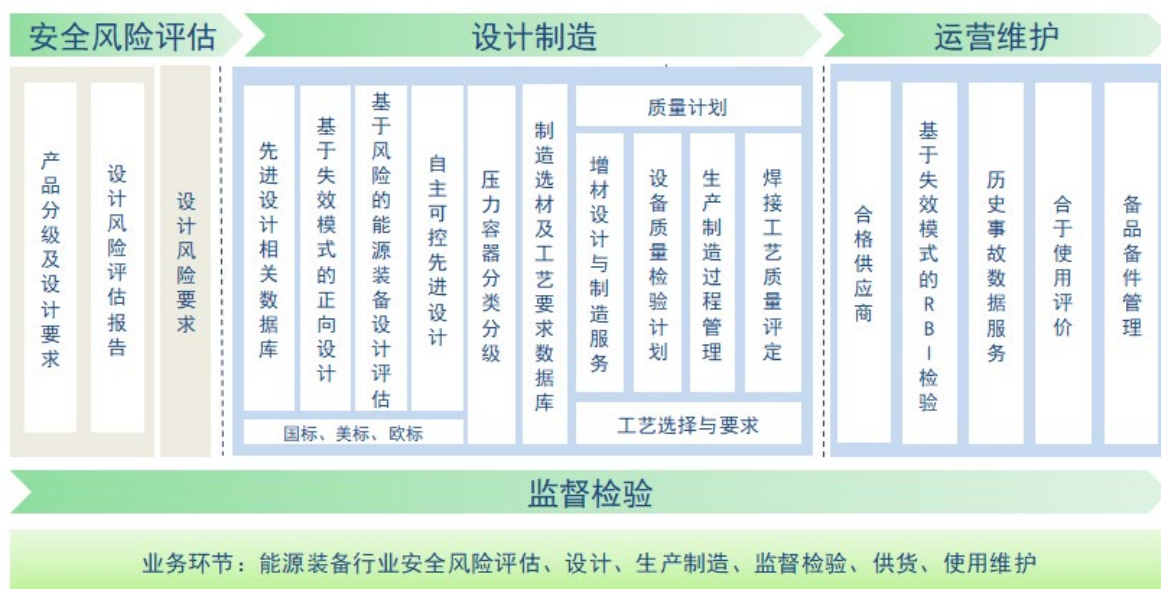 安全风险评估
设计制造
运营维护
产品分级及设计要求
设计风险评估报告
设计风险要求
先进设计相关数据库
基于失效模式的正向设计
基于风险的能源装备设计评估
自主可控先进设计
国标、美标、欧标
压力容器分类分级
制造选材及工艺要求数据库
质量计划
增材设计与制造服务
设备质量检验计划
生产制造过程管理
焊接工艺质量评定
工艺选择与要求
合格供应商
基于失效模式的RBI检验
历史事故数据服务
合于使用评价
备品备件管理
监督检验
业务环节：能源装备行业安全风险评估、设计、生产制造、监督检验、供货、使用维护